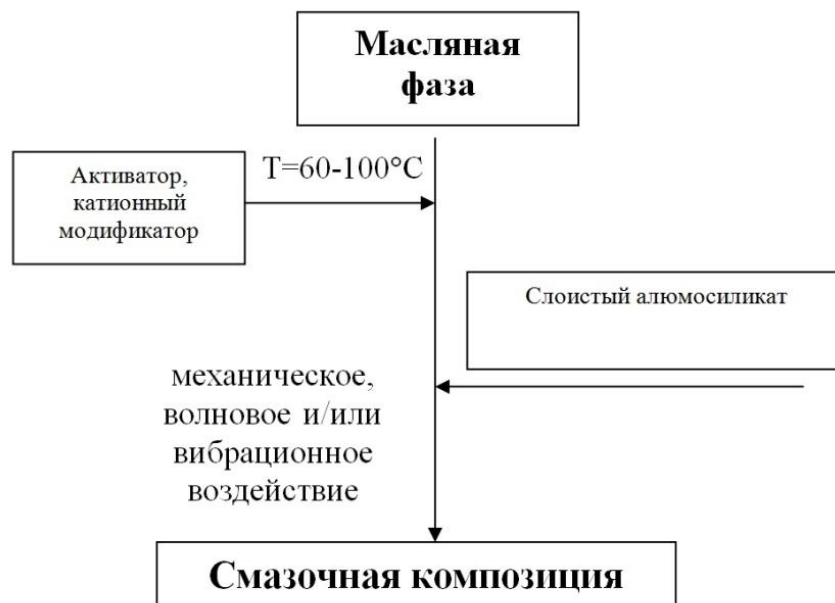 Масляная
фаза
T=60-100°C
Активатор,
катионный
модификатор
Слоистый алюмосиликат
механическое,
волновое и/или
вибрационное
воздействие
Смазочная композиция